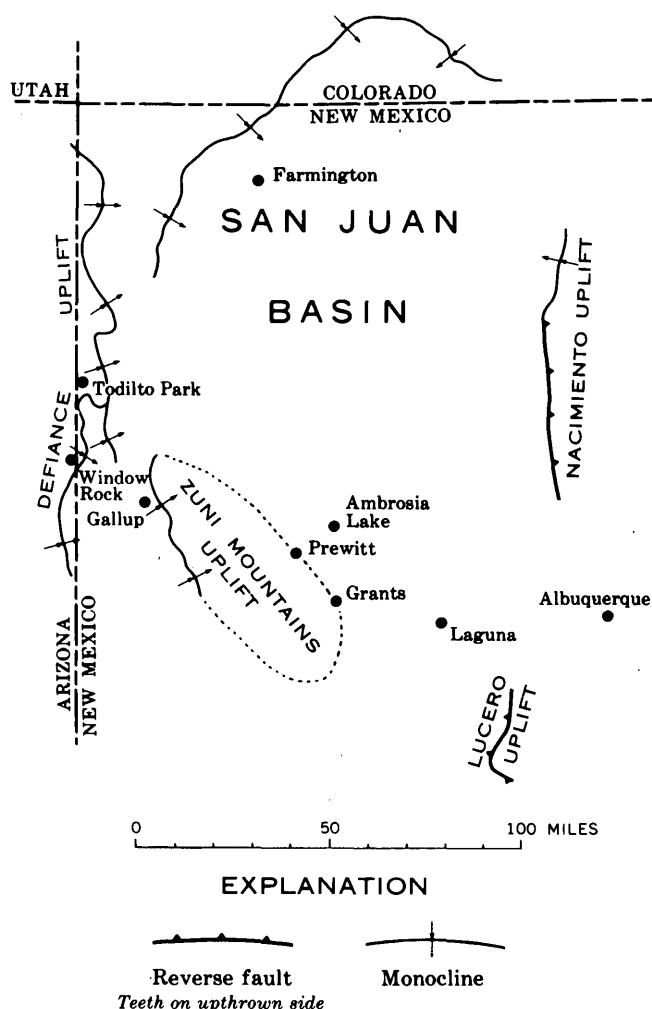 UTAH
COLORADO
NEW MEXICO
Farmington
SAN JUAN
BASIN
DEFIANCE UPLIFT
NACIMIENTO UPLIFT
Todilto Park
Window
Rock
Gallup
ZUNI MOUNTAINS
UPLIFT
Ambrosia
Lake
Prewitt
Grants
Albuquerque
Laguna
ARIZONA
NEW MEXICO
LUCERO
UPLIFT
0 50 100 MILES
EXPLANATION
Reverse fault
Teeth on upthrown side
Monocline